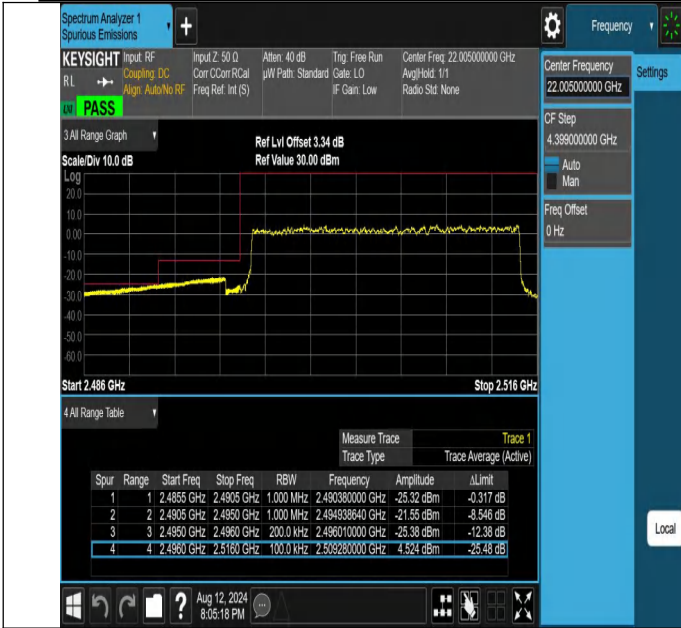 Spectrum Analyzer 1
Spurious Emissions
Frequency
KEYSIGHT
RL
Input: RF
Coupling: DC
Align: Auto/No RF
Input Z: 50 Ω
Corr CCorr RCal
Freq Ref: Int (S)
Atten: 40 dB
µW Path: Standard
Trig: Free Run
Gate: LO
IF Gain: Low
Center Freq: 22.005000000 GHz
Avg|Hold: 1/1
Radio Std: None
PASS
3 All Range Graph
Scale/Div 10.0 dB
Ref Lvl Offset 3.34 dB
Ref Value 30.00 dBm
Log
20.0
10.0
0.00
-10.0
-20.0
-30.0
-40.0
-50.0
-60.0
Start 2.486 GHz
Stop 2.516 GHz
4 All Range Table
Measure Trace Trace 1
Trace Type Trace Average (Active)
Spur Range Start Freq Stop Freq RBW Frequency Amplitude ΔLimit
1 1 2.4855 GHz 2.4905 GHz 1.000 MHz 2.490380000 GHz -25.32 dBm -0.317 dB
2 2 2.4905 GHz 2.4950 GHz 1.000 MHz 2.494938640 GHz -21.55 dBm -8.546 dB
3 3 2.4950 GHz 2.4960 GHz 200.0 kHz 2.496010000 GHz -25.38 dBm -12.38 dB
4 4 2.4960 GHz 2.5160 GHz 100.0 kHz 2.509280000 GHz 4.524 dBm -25.48 dB
Aug 12, 2024
8:05:18 PM
Center Frequency
22.005000000 GHz
Settings
CF Step
4.399000000 GHz
Auto
Man
Freq Offset
0 Hz
Local